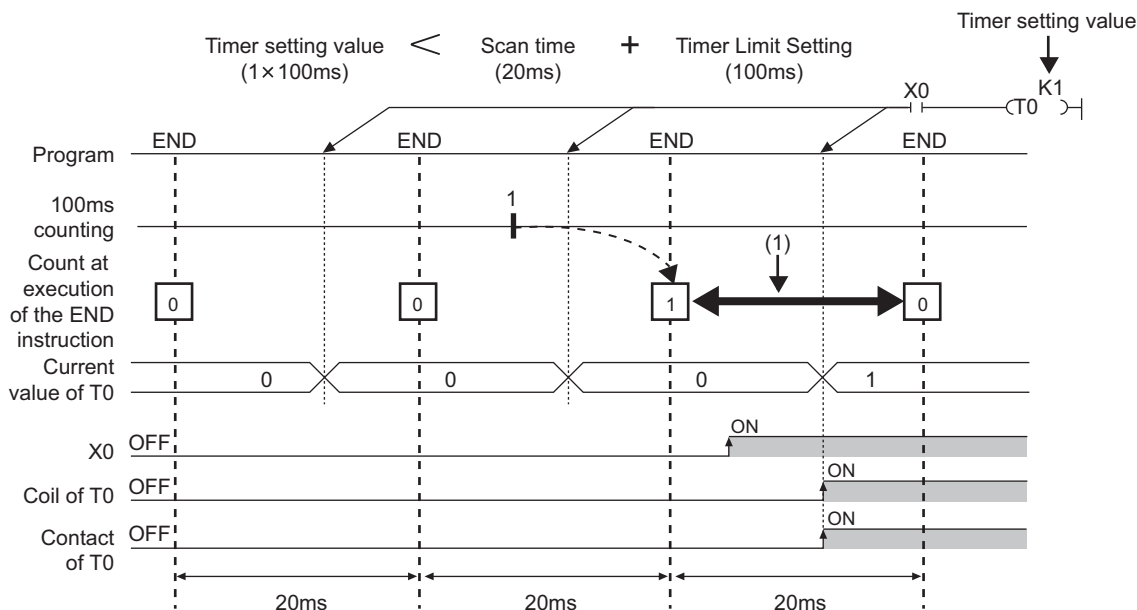 Timer setting value
Timer setting value < Scan time + Timer Limit Setting
(1×100ms) (20ms) (100ms)
X0 K1
T0
END END END END
Program
1
100ms
counting
(1)
Count at
execution
of the END
instruction
0 0 1 0
Current
value of T0
0 0 0 1
X0 OFF ON
Coil of T0 OFF ON
Contact
of T0
OFF ON
20ms 20ms 20ms